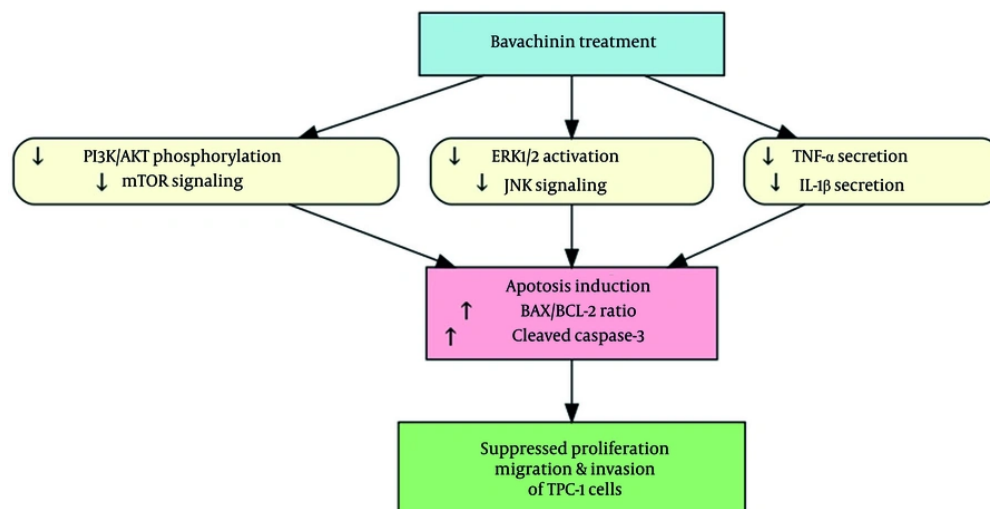 Bavachinin treatment
↓ PI3K/AKT phosphorylation
↓ mTOR signaling
↓ ERK1/2 activation
↓ JNK signaling
↓ TNF-α secretion
↓ IL-1β secretion
Apotosis induction
↑ BAX/BCL-2 ratio
↑ Cleaved caspase-3
Suppressed proliferation
migration & invasion
of TPC-1 cells